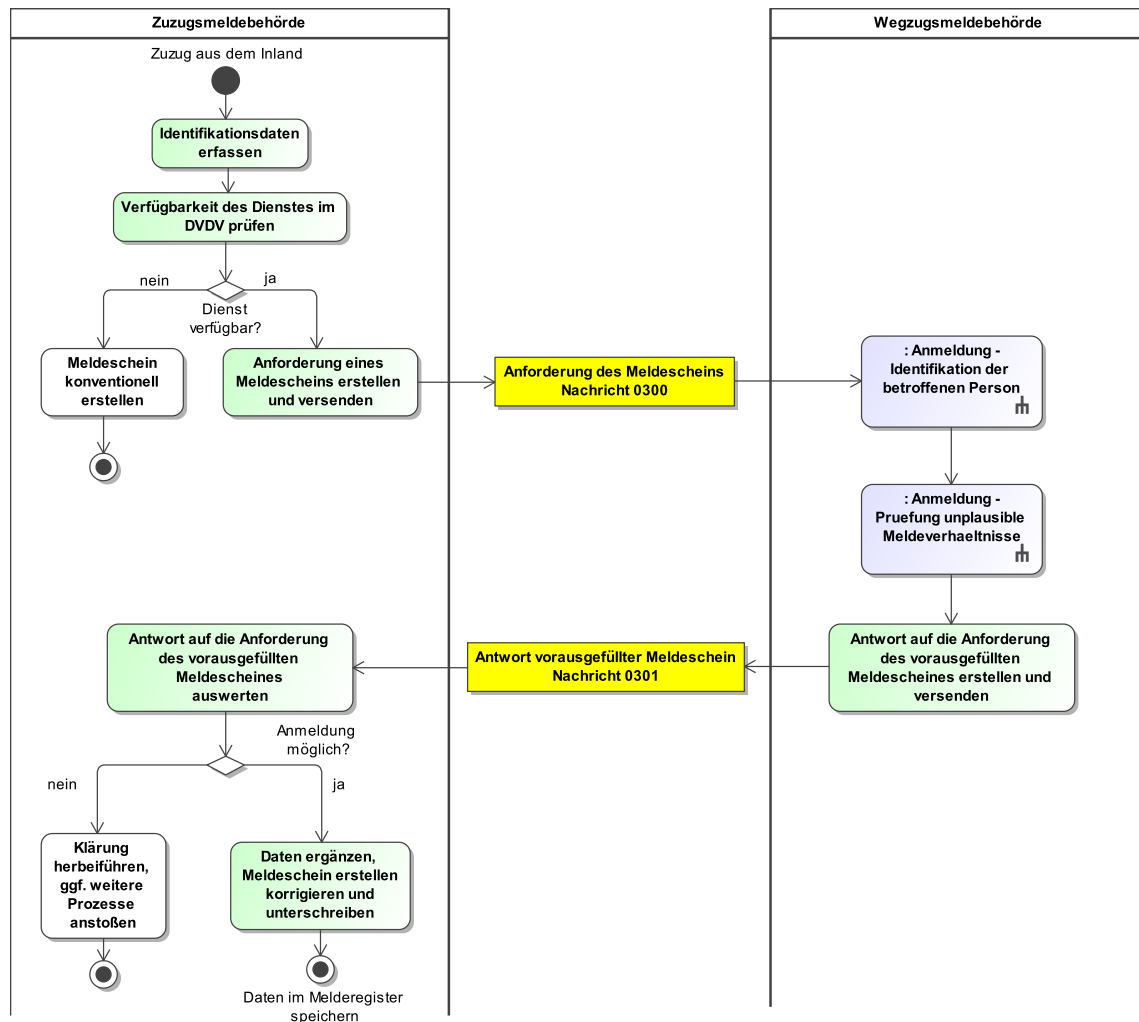 Zuzugsmeldebehörde
Wegzugsmeldebehörde
Zuzug aus dem Inland
Identifikationsdaten
erfassen
Verfügbarkeit des Dienstes im
DVDV prüfen
nein
ja
Dienst
verfügbar?
Meldeschein
konventionell
erstellen
Anforderung eines
Meldescheins erstellen
und versenden
Anforderung des Meldescheins
Nachricht 0300
: Anmeldung -
Identifikation der
betroffenen Person
: Anmeldung -
Pruefung unplausible
Meldeverhaeltnisse
Antwort auf die Anforderung
des vorausgefüllten
Meldescheines erstellen und
versenden
Antwort vorausgefüllter Meldeschein
Nachricht 0301
Antwort auf die Anforderung
des vorausgefüllten
Meldescheines
auswerten
Anmeldung
möglich?
nein
ja
Klärung
herbeiführen,
ggf. weitere
Prozesse
anstoßen
Daten ergänzen,
Meldeschein erstellen
korrigieren und
unterschreiben
Daten im Melderegister
speichern